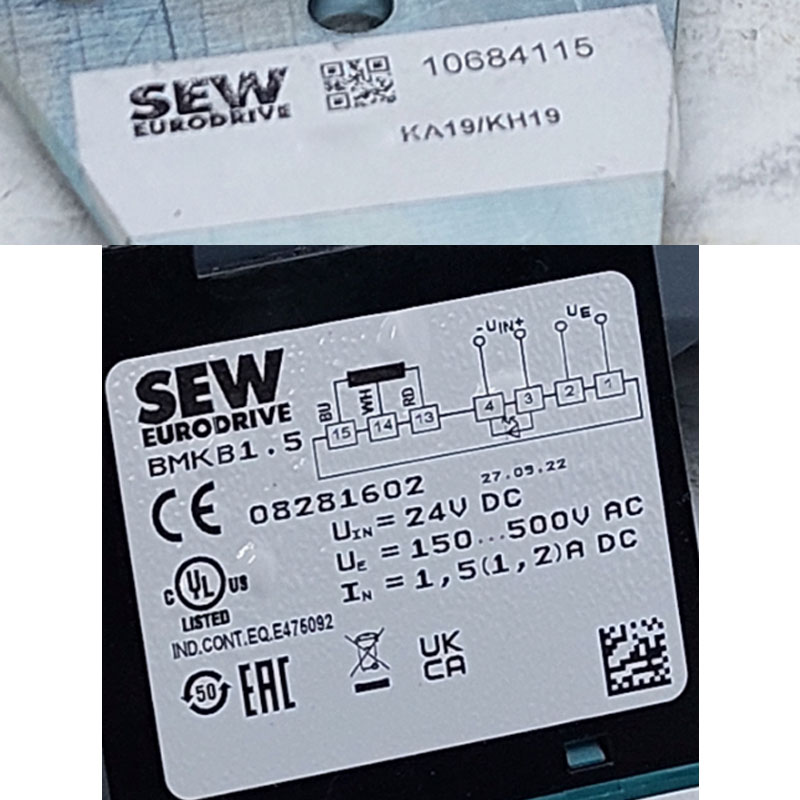 SEW
EURODRIVE
10684115
KA19/KH19
SEW
EURODRIVE
BMKB1.5
-UIN+
UE
BU
WH
RD
15
14
13
4
3
2
1
CE
08281602
27.09.22
UIN = 24V DC
UE = 150...500V AC
IN = 1,5(1,2)A DC
C UL US
LISTED
IND.CONT.EQ.E475092
50
EAC
UK
CA